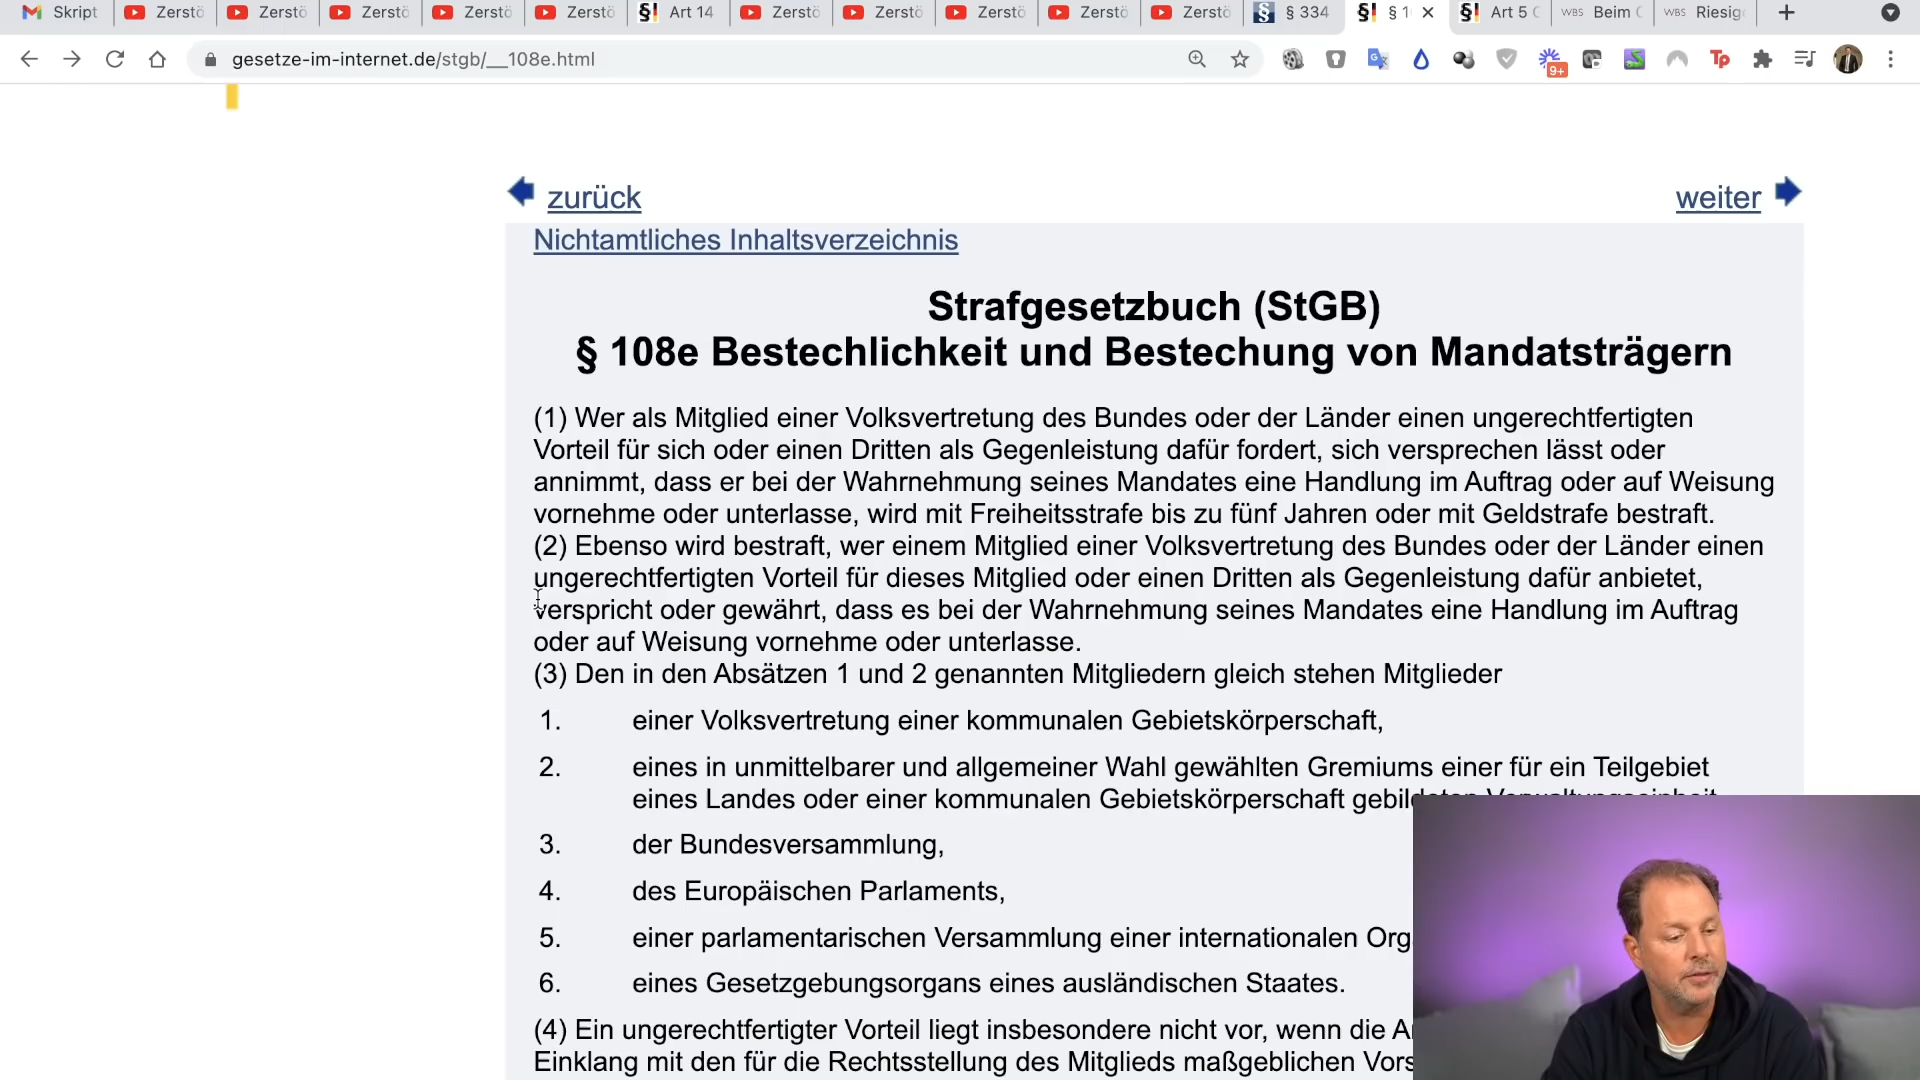 Skript
Zerstö
Zerstö
Zerstö
Zerstö
Zerstö
Art 14
Zerstö
Zerstö
Zerstö
Zerstö
Zerstö
§ 334
§ 1
Art 5 G
WBS Beim
WBS Riesig
gesetze-im-internet.de/stgb/__108e.html
9+
Tp
zurück
weiter
Nichtamtliches Inhaltsverzeichnis
Strafgesetzbuch (StGB)
§ 108e Bestechlichkeit und Bestechung von Mandatsträgern
(1) Wer als Mitglied einer Volksvertretung des Bundes oder der Länder einen ungerechtfertigten
Vorteil für sich oder einen Dritten als Gegenleistung dafür fordert, sich versprechen lässt oder
annimmt, dass er bei der Wahrnehmung seines Mandates eine Handlung im Auftrag oder auf Weisung
vornehme oder unterlasse, wird mit Freiheitsstrafe bis zu fünf Jahren oder mit Geldstrafe bestraft.
(2) Ebenso wird bestraft, wer einem Mitglied einer Volksvertretung des Bundes oder der Länder einen
ungerechtfertigten Vorteil für dieses Mitglied oder einen Dritten als Gegenleistung dafür anbietet,
verspricht oder gewährt, dass es bei der Wahrnehmung seines Mandates eine Handlung im Auftrag
oder auf Weisung vornehme oder unterlasse.
(3) Den in den Absätzen 1 und 2 genannten Mitgliedern gleich stehen Mitglieder
1. einer Volksvertretung einer kommunalen Gebietskörperschaft,
2. eines in unmittelbarer und allgemeiner Wahl gewählten Gremiums einer für ein Teilgebiet
eines Landes oder einer kommunalen Gebietskörperschaft gebildeten Verwaltungseinheit
3. der Bundesversammlung,
4. des Europäischen Parlaments,
5. einer parlamentarischen Versammlung einer internationalen Org
6. eines Gesetzgebungsorgans eines ausländischen Staates.
(4) Ein ungerechtfertigter Vorteil liegt insbesondere nicht vor, wenn die A
Einklang mit den für die Rechtsstellung des Mitglieds maßgeblichen Vors